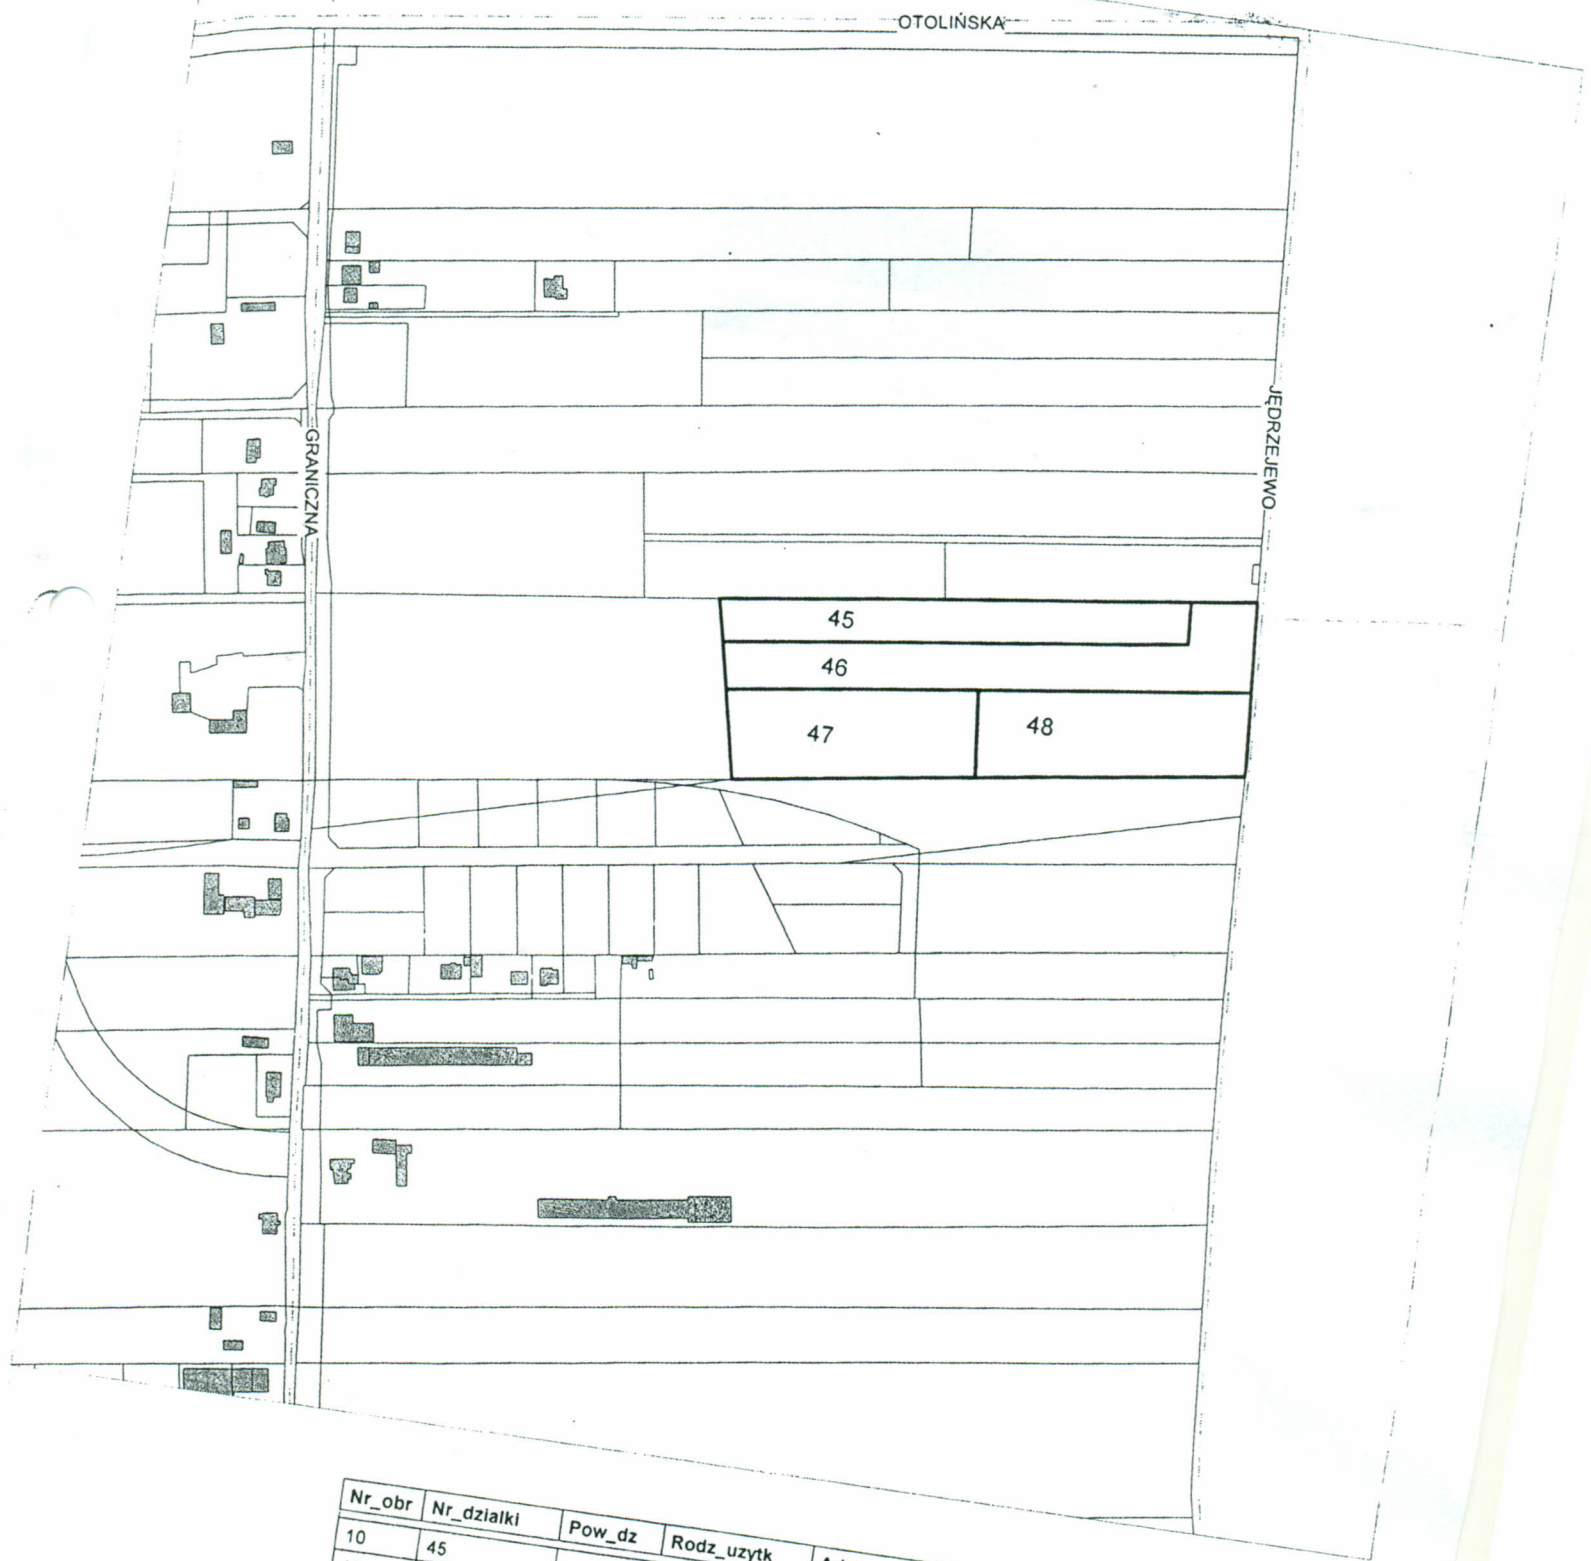 OTOLIŃSKA
GRANICZNA
JĘDRZEJEWO
45
46
47
48
Nr_obr Nr_dzialki Pow_dz Rodz_uzytk
10 45